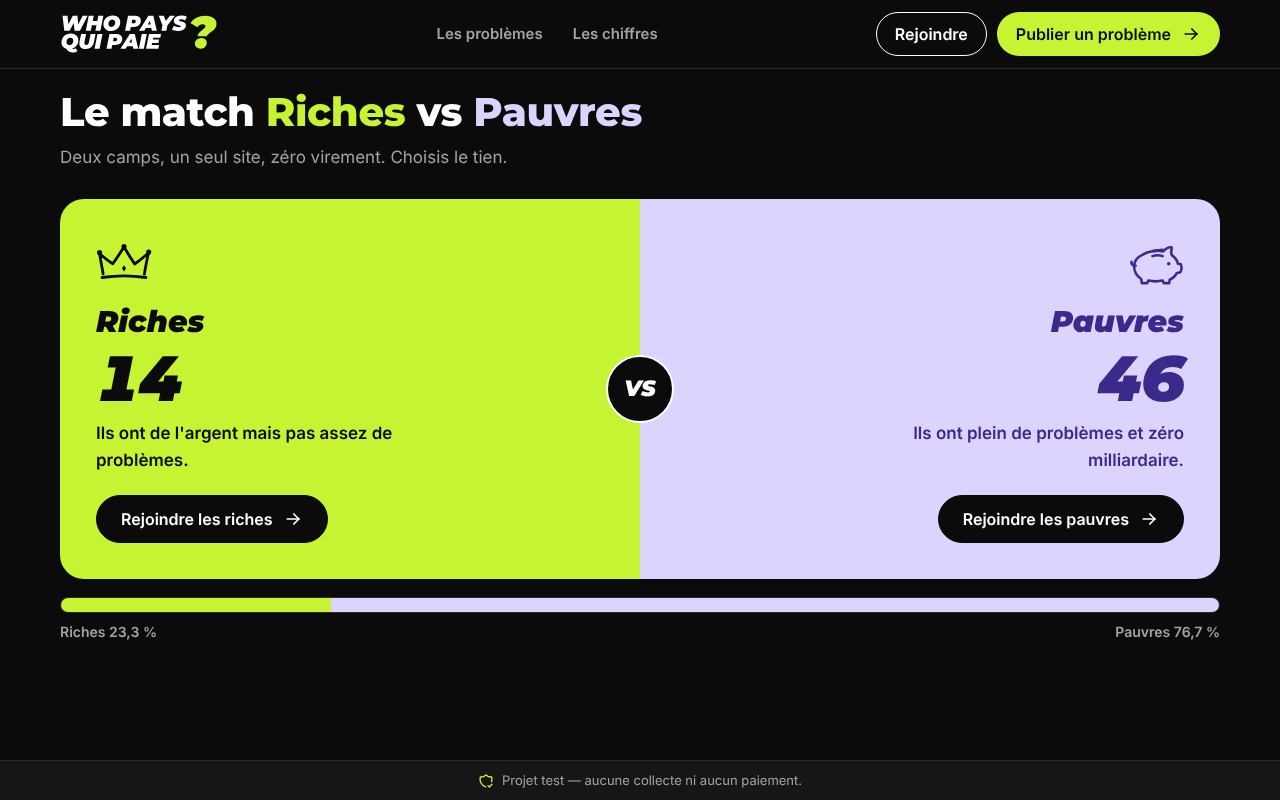 WHO PAYS
QUI PAIE ?
Les problèmes
Les chiffres
Rejoindre
Publier un problème
Le match Riches vs Pauvres
Deux camps, un seul site, zéro virement. Choisis le tien.
Riches
14
Ils ont de l'argent mais pas assez de
problèmes.
Rejoindre les riches
VS
Pauvres
46
Ils ont plein de problèmes et zéro
milliardaire.
Rejoindre les pauvres
Riches 23,3 %
Pauvres 76,7 %
Projet test — aucune collecte ni aucun paiement.